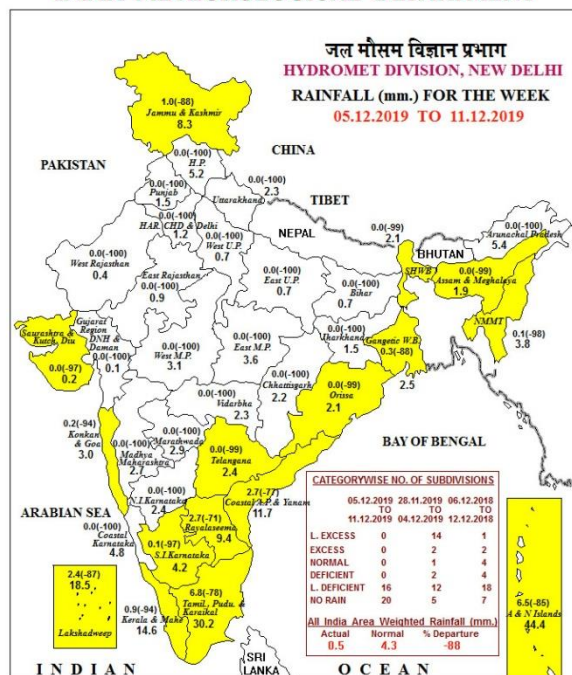 जल मौसम विज्ञान प्रभाग
HYDROMET DIVISION, NEW DELHI
RAINFALL (mm.) FOR THE WEEK
05.12.2019 TO 11.12.2019
1.0(-88)
Jammu & Kashmir
8.3
CHINA
PAKISTAN
0.0(-100)
H.P.
5.2
0.0(-100)
Punjab
1.5
0.0(-100)
Uttarakhand
2.3
TIBET
0.0(-100)
HAR. CHD & Delhi
1.2
0.0(-100)
West U.P.
0.7
NEPAL
0.0(-99)
2.1
SHWB
BHUTAN
0.0(-100)
Arunachal Pradesh
5.4
0.0(-100)
West Rajasthan
0.4
East Rajasthan
0.0(-100)
0.9
0.0(-100)
East U.P.
0.7
0.0(-100)
Bihar
0.7
0.0(-99)
Assam & Meghalaya
1.9
NMMT
0.1(-98)
3.8
Saurashtra &
Kutch, Diu
0.0(-97)
0.2
Gujarat
Region
DNH &
Daman
0.0(-100)
0.1
0.0(-100)
West M.P.
3.1
0.0(-100)
East M.P.
3.6
0.0(-100)
Jharkhand
1.5
Gangetic W.B.
0.3(-88)
2.5
0.0(-100)
Chhattisgarh
2.2
0.0(-99)
Orissa
2.1
0.0(-100)
Vidarbha
2.3
0.2(-94)
Konkan
& Goa
3.0
0.0(-100)
Madhya
Maharashtra
2.7
0.0(-100)
Marathwada
2.9
0.0(-99)
Telangana
2.4
BAY OF BENGAL
ARABIAN SEA
0.0(-100)
N.I.Karnataka
2.4
2.7(-77)
Coastal A.P & Yanam
11.7
2.7(-71)
Rayalaseema
9.4
0.0(-100)
Coastal
Karnataka
4.8
0.1(-97)
S.I.Karnataka
4.2
2.4(-87)
18.5
Lakshadweep
0.9(-94)
Kerala & Mahe
14.6
6.8(-78)
Tamil., Pudu. &
Karaikal
30.2
6.5(-85)
A & N Islands
44.4
CATEGORYWISE NO. OF SUBDIVISIONS
05.12.2019 28.11.2019 06.12.2018
TO TO TO
11.12.2019 04.12.2019 12.12.2018
L. EXCESS 0 14 1
EXCESS 0 2 2
NORMAL 0 1 4
DEFICIENT 0 2 4
L. DEFICIENT 16 12 18
NO RAIN 20 5 7
All India Area Weighted Rainfall (mm.)
Actual Normal % Departure
0.5 4.3 -88
INDIAN OCEAN
SRI
LANKA